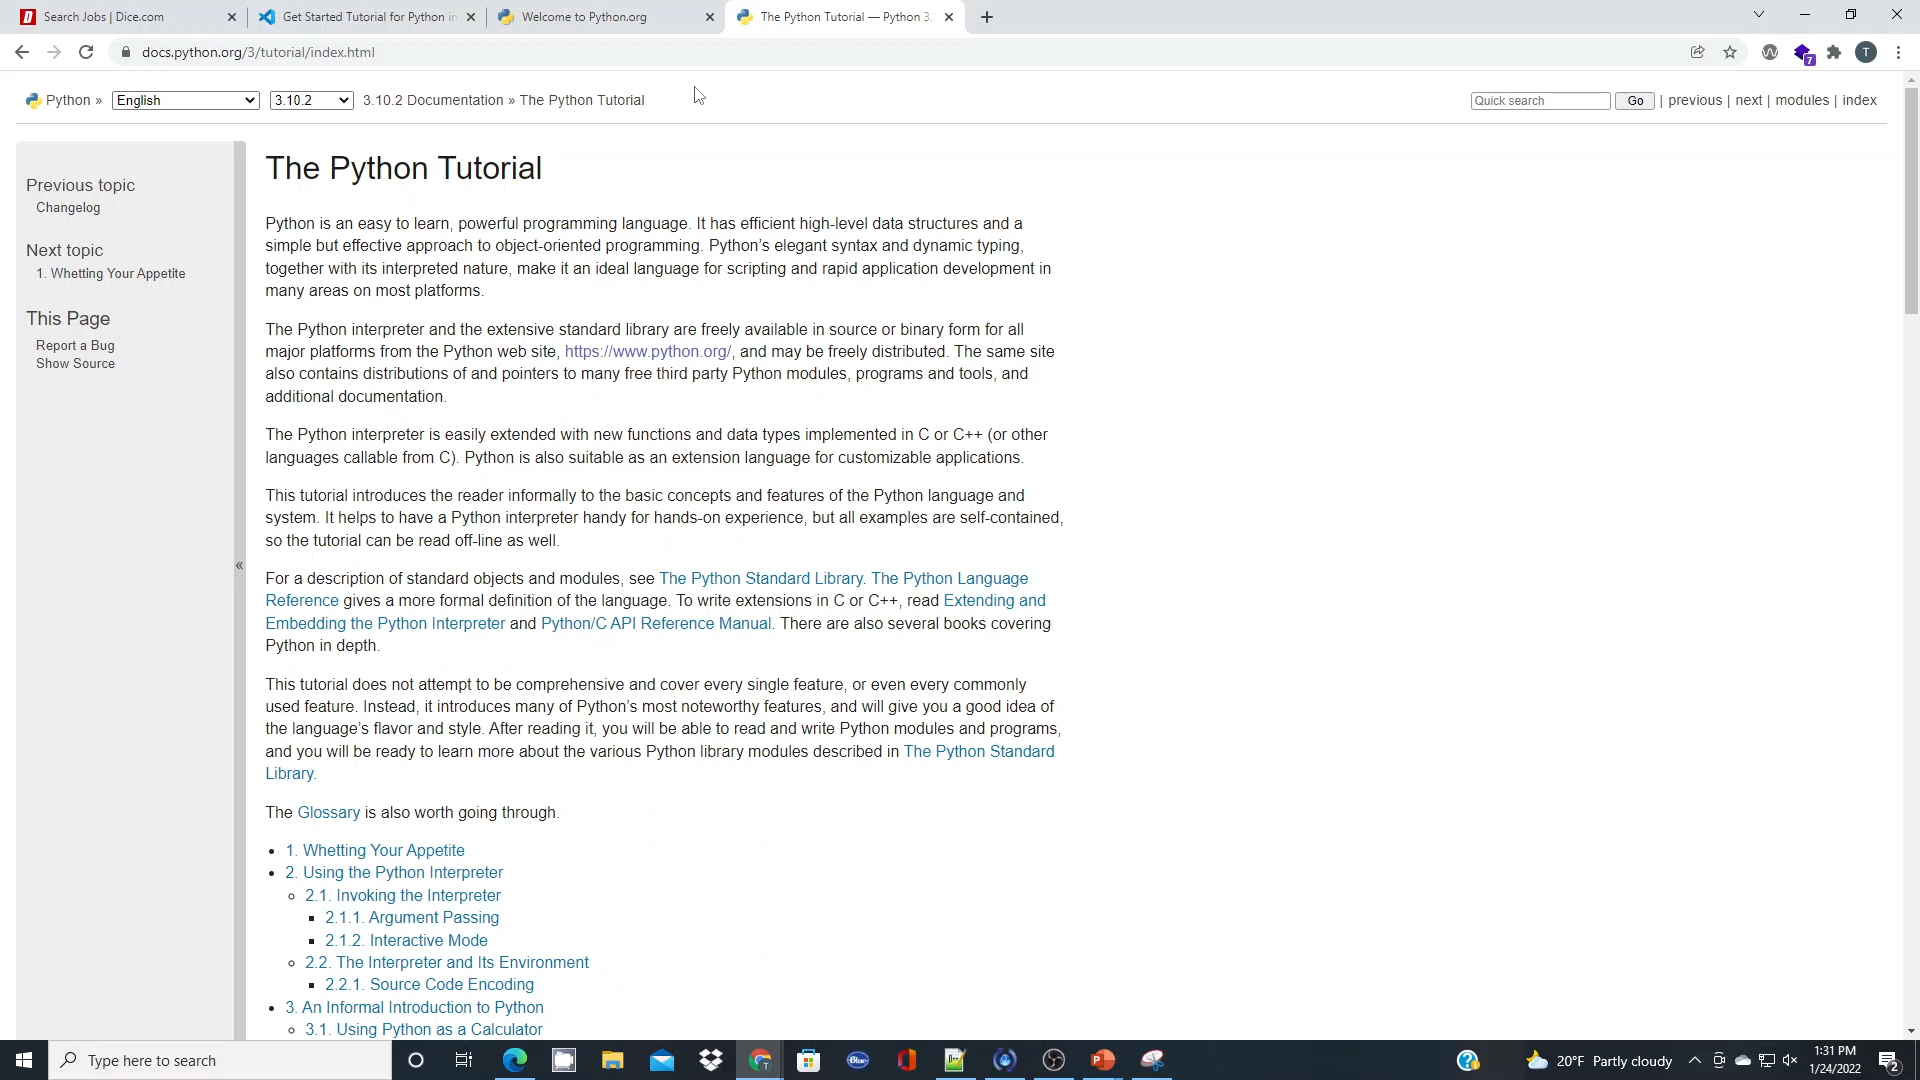 Search Jobs | Dice.com
Get Started Tutorial for Python in
Welcome to Python.org
The Python Tutorial — Python 3.
docs.python.org/3/tutorial/index.html
7
T
Python » English 3.10.2 3.10.2 Documentation » The Python Tutorial
Quick search Go | previous | next | modules | index
Previous topic
Changelog
Next topic
1. Whetting Your Appetite
This Page
Report a Bug
Show Source
«
The Python Tutorial
Python is an easy to learn, powerful programming language. It has efficient high-level data structures and a
simple but effective approach to object-oriented programming. Python’s elegant syntax and dynamic typing,
together with its interpreted nature, make it an ideal language for scripting and rapid application development in
many areas on most platforms.
The Python interpreter and the extensive standard library are freely available in source or binary form for all
major platforms from the Python web site, https://www.python.org/, and may be freely distributed. The same site
also contains distributions of and pointers to many free third party Python modules, programs and tools, and
additional documentation.
The Python interpreter is easily extended with new functions and data types implemented in C or C++ (or other
languages callable from C). Python is also suitable as an extension language for customizable applications.
This tutorial introduces the reader informally to the basic concepts and features of the Python language and
system. It helps to have a Python interpreter handy for hands-on experience, but all examples are self-contained,
so the tutorial can be read off-line as well.
For a description of standard objects and modules, see The Python Standard Library. The Python Language
Reference gives a more formal definition of the language. To write extensions in C or C++, read Extending and
Embedding the Python Interpreter and Python/C API Reference Manual. There are also several books covering
Python in depth.
This tutorial does not attempt to be comprehensive and cover every single feature, or even every commonly
used feature. Instead, it introduces many of Python’s most noteworthy features, and will give you a good idea of
the language’s flavor and style. After reading it, you will be able to read and write Python modules and programs,
and you will be ready to learn more about the various Python library modules described in The Python Standard
Library.
The Glossary is also worth going through.
1. Whetting Your Appetite
2. Using the Python Interpreter
2.1. Invoking the Interpreter
2.1.1. Argument Passing
2.1.2. Interactive Mode
2.2. The Interpreter and Its Environment
2.2.1. Source Code Encoding
3. An Informal Introduction to Python
3.1. Using Python as a Calculator
Type here to search
20°F Partly cloudy
1:31 PM
1/24/2022
2